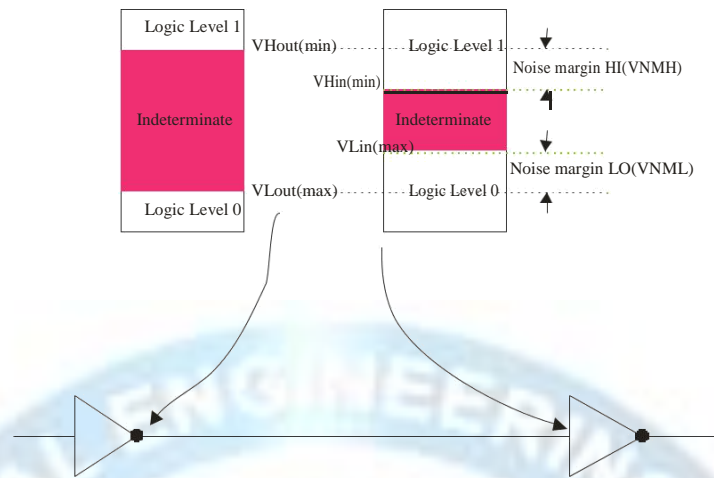 Logic Level 1
VHout(min)
Logic Level 1
Noise margin HI(VNMH)
VHin(min)
Indeterminate
Indeterminate
VLin(max)
Noise margin LO(VNML)
VLout(max)
Logic Level 0
Logic Level 0
ENGINEERING